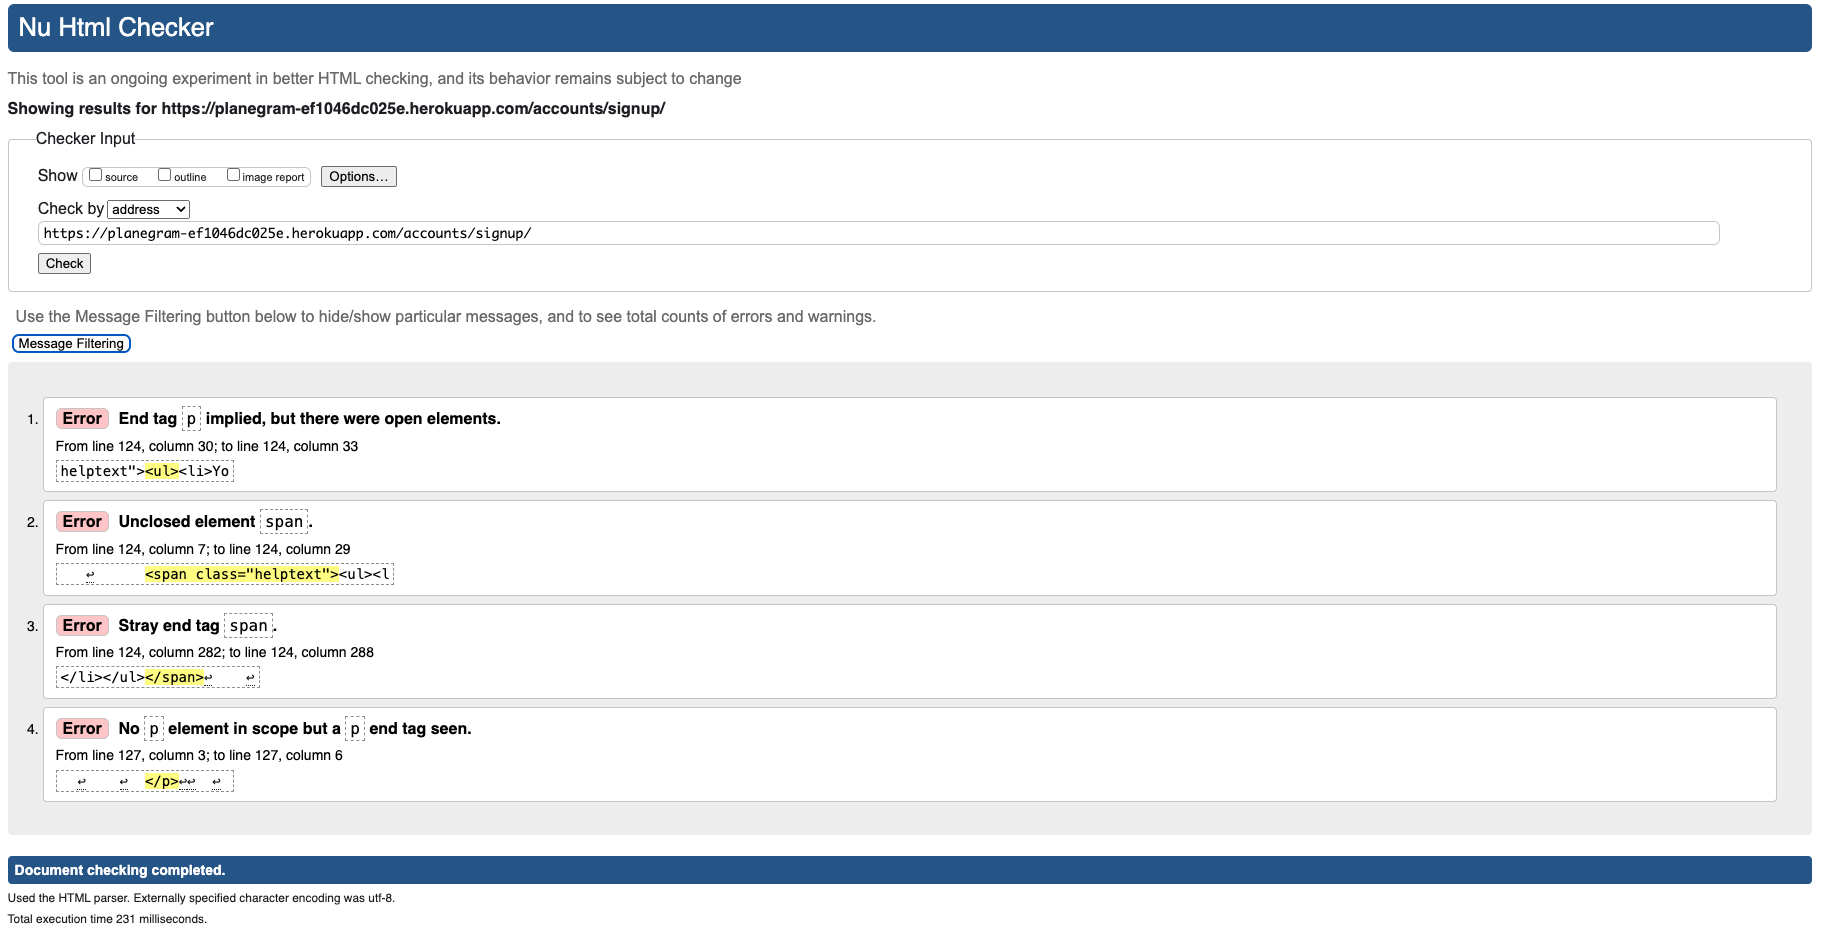 Nu Html Checker
This tool is an ongoing experiment in better HTML checking, and its behavior remains subject to change
Showing results for https://planegram-ef1046dc025e.herokuapp.com/accounts/signup/
Checker Input
Show source outline image report Options...
Check by address
https://planegram-ef1046dc025e.herokuapp.com/accounts/signup/
Check
Use the Message Filtering button below to hide/show particular messages, and to see total counts of errors and warnings.
Message Filtering
1. Error End tag p implied, but there were open elements.
From line 124, column 30; to line 124, column 33
helptext"><ul><li>Yo
2. Error Unclosed element span.
From line 124, column 7; to line 124, column 29
↩ <span class="helptext"><ul><l
3. Error Stray end tag span.
From line 124, column 282; to line 124, column 288
</li></ul></span>↩ ↩
4. Error No p element in scope but a p end tag seen.
From line 127, column 3; to line 127, column 6
↩ ↩ </p>↩↩ ↩
Document checking completed.
Used the HTML parser. Externally specified character encoding was utf-8.
Total execution time 231 milliseconds.